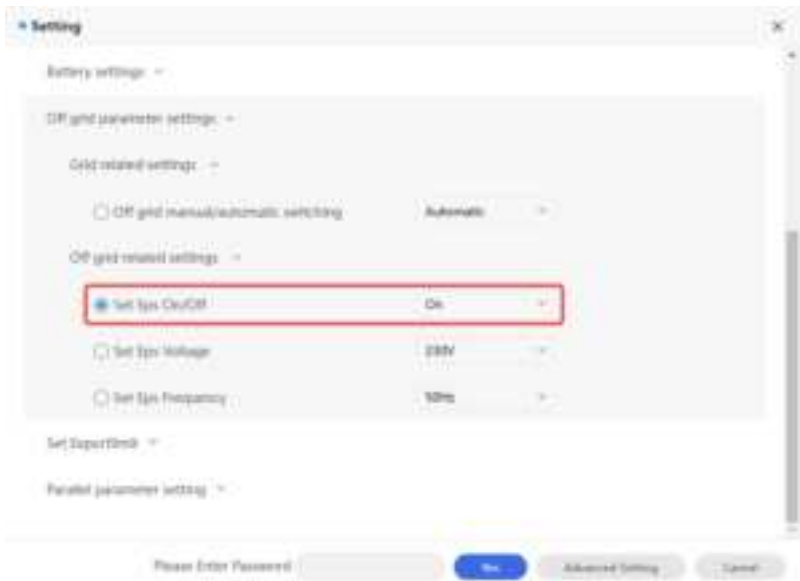 Setting
Battery settings
Off grid parameter settings
Grid related settings
Off grid manual/automatic switching Automatic
Off grid related settings
Set Eps On/Off On
Set Eps Voltage 230V
Set Eps Frequency 50Hz
Set Exportlimit
Parallel parameter setting
Please Enter Password Yes Advanced Setting Cancel